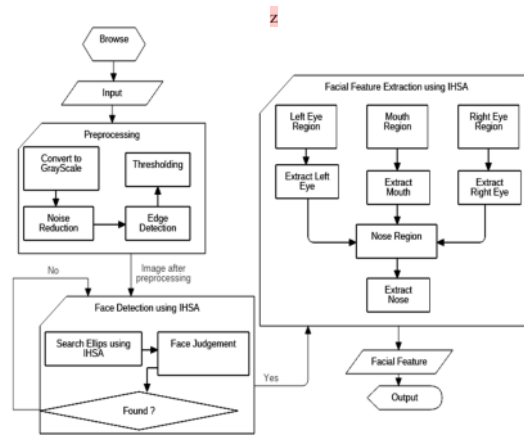 z
Browse
Input
Preprocessing
Convert to
GrayScale
Thresholding
Noise
Reduction
Edge
Detection
No
Image after
preprocessing
Face Detection using IHSA
Search Ellips using
IHSA
Face Judgement
Found ?
Yes
Facial Feature Extraction using IHSA
Left Eye
Region
Mouth
Region
Right Eye
Region
Extract Left
Eye
Extract
Mouth
Extract
Right Eye
Nose Region
Extract
Nose
Facial Feature
Output